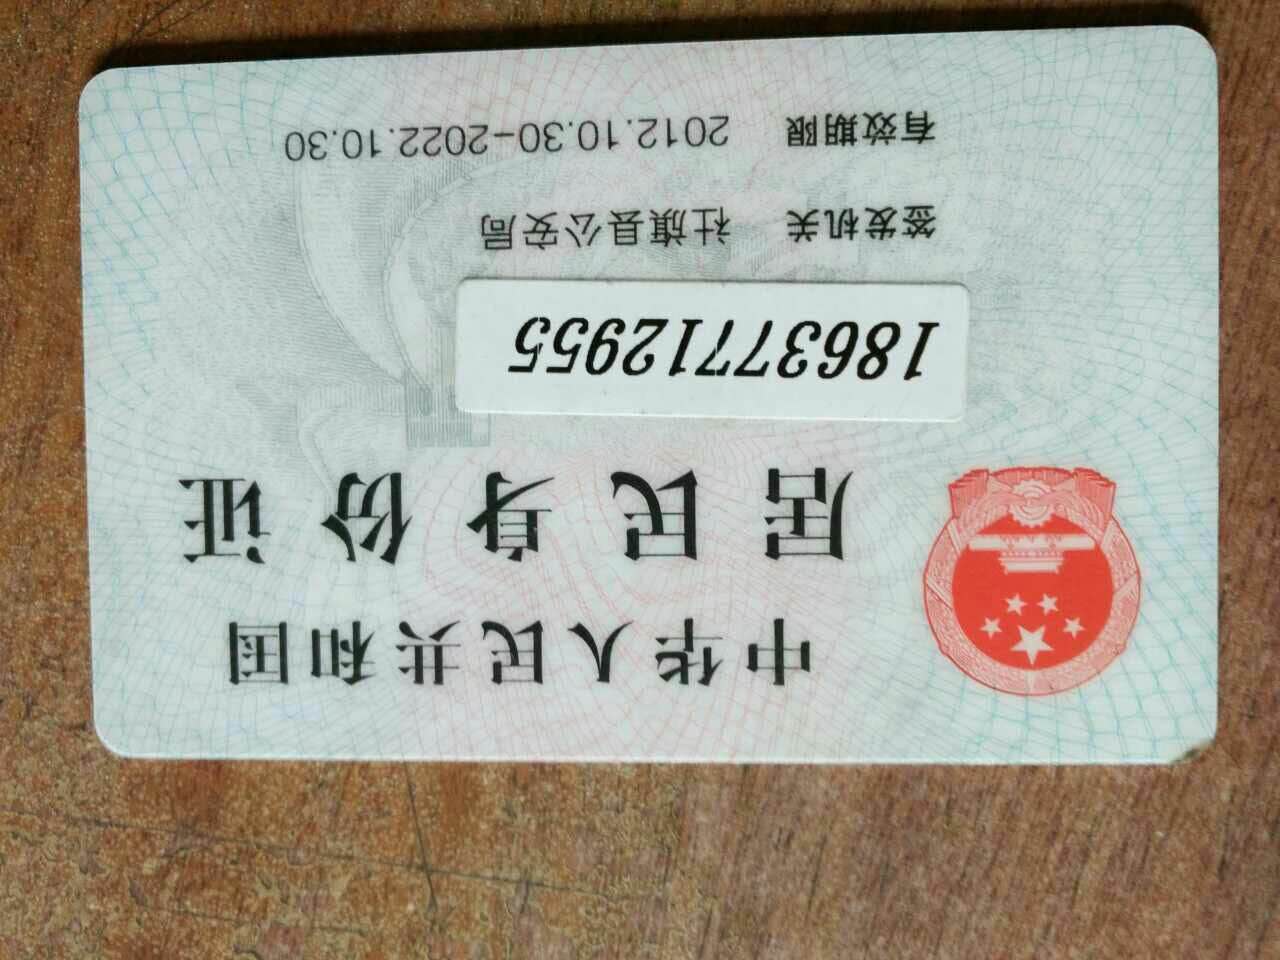 中华人民共和国
居民身份证
18637712955
签发机关 社旗县公安局
有效期限 2012.10.30-2022.10.30